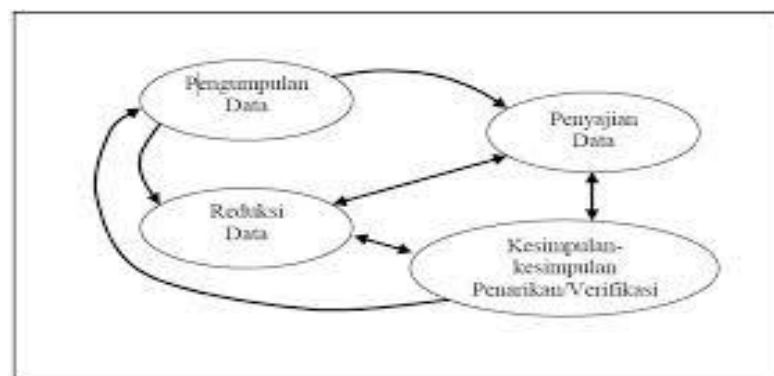 Pengumpulan
Data
Penyajian
Data
Reduksi
Data
Kesimpulan-
kesimpulan
Penarikan/Verifikasi